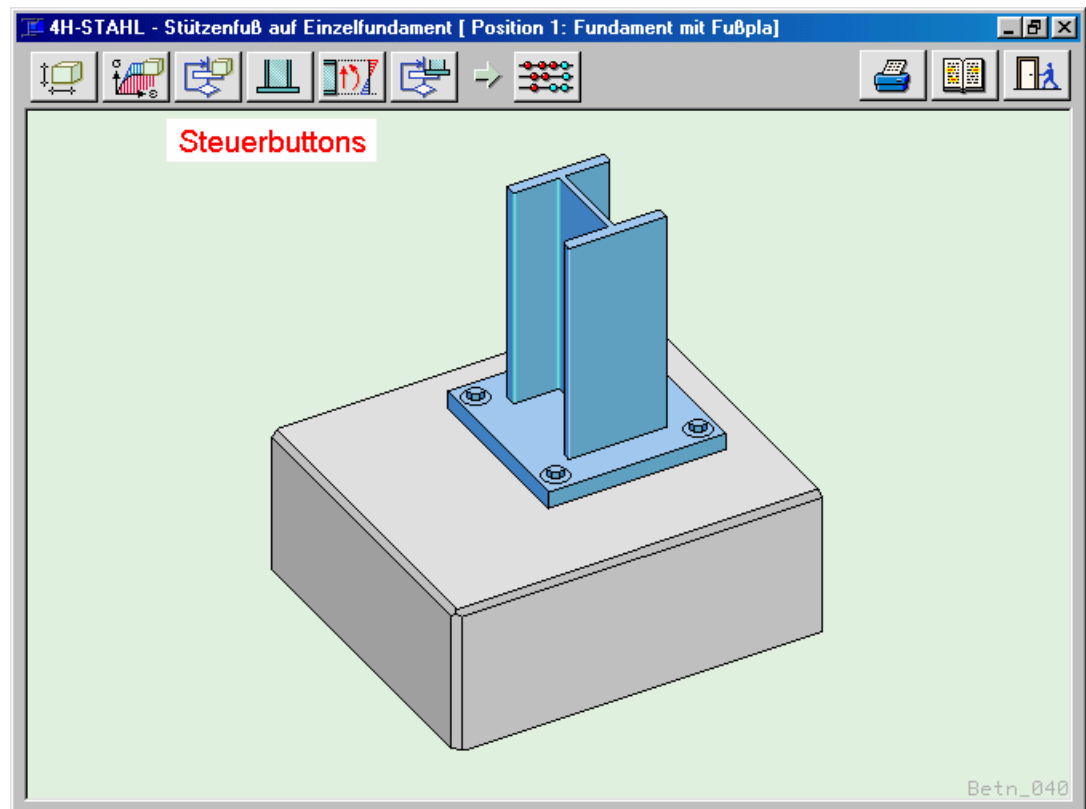 4H-STAHL - Stützenfuß auf Einzelfundament [ Position 1: Fundament mit Fußpla]
σ
ε
Steuerbuttons
Betn_040